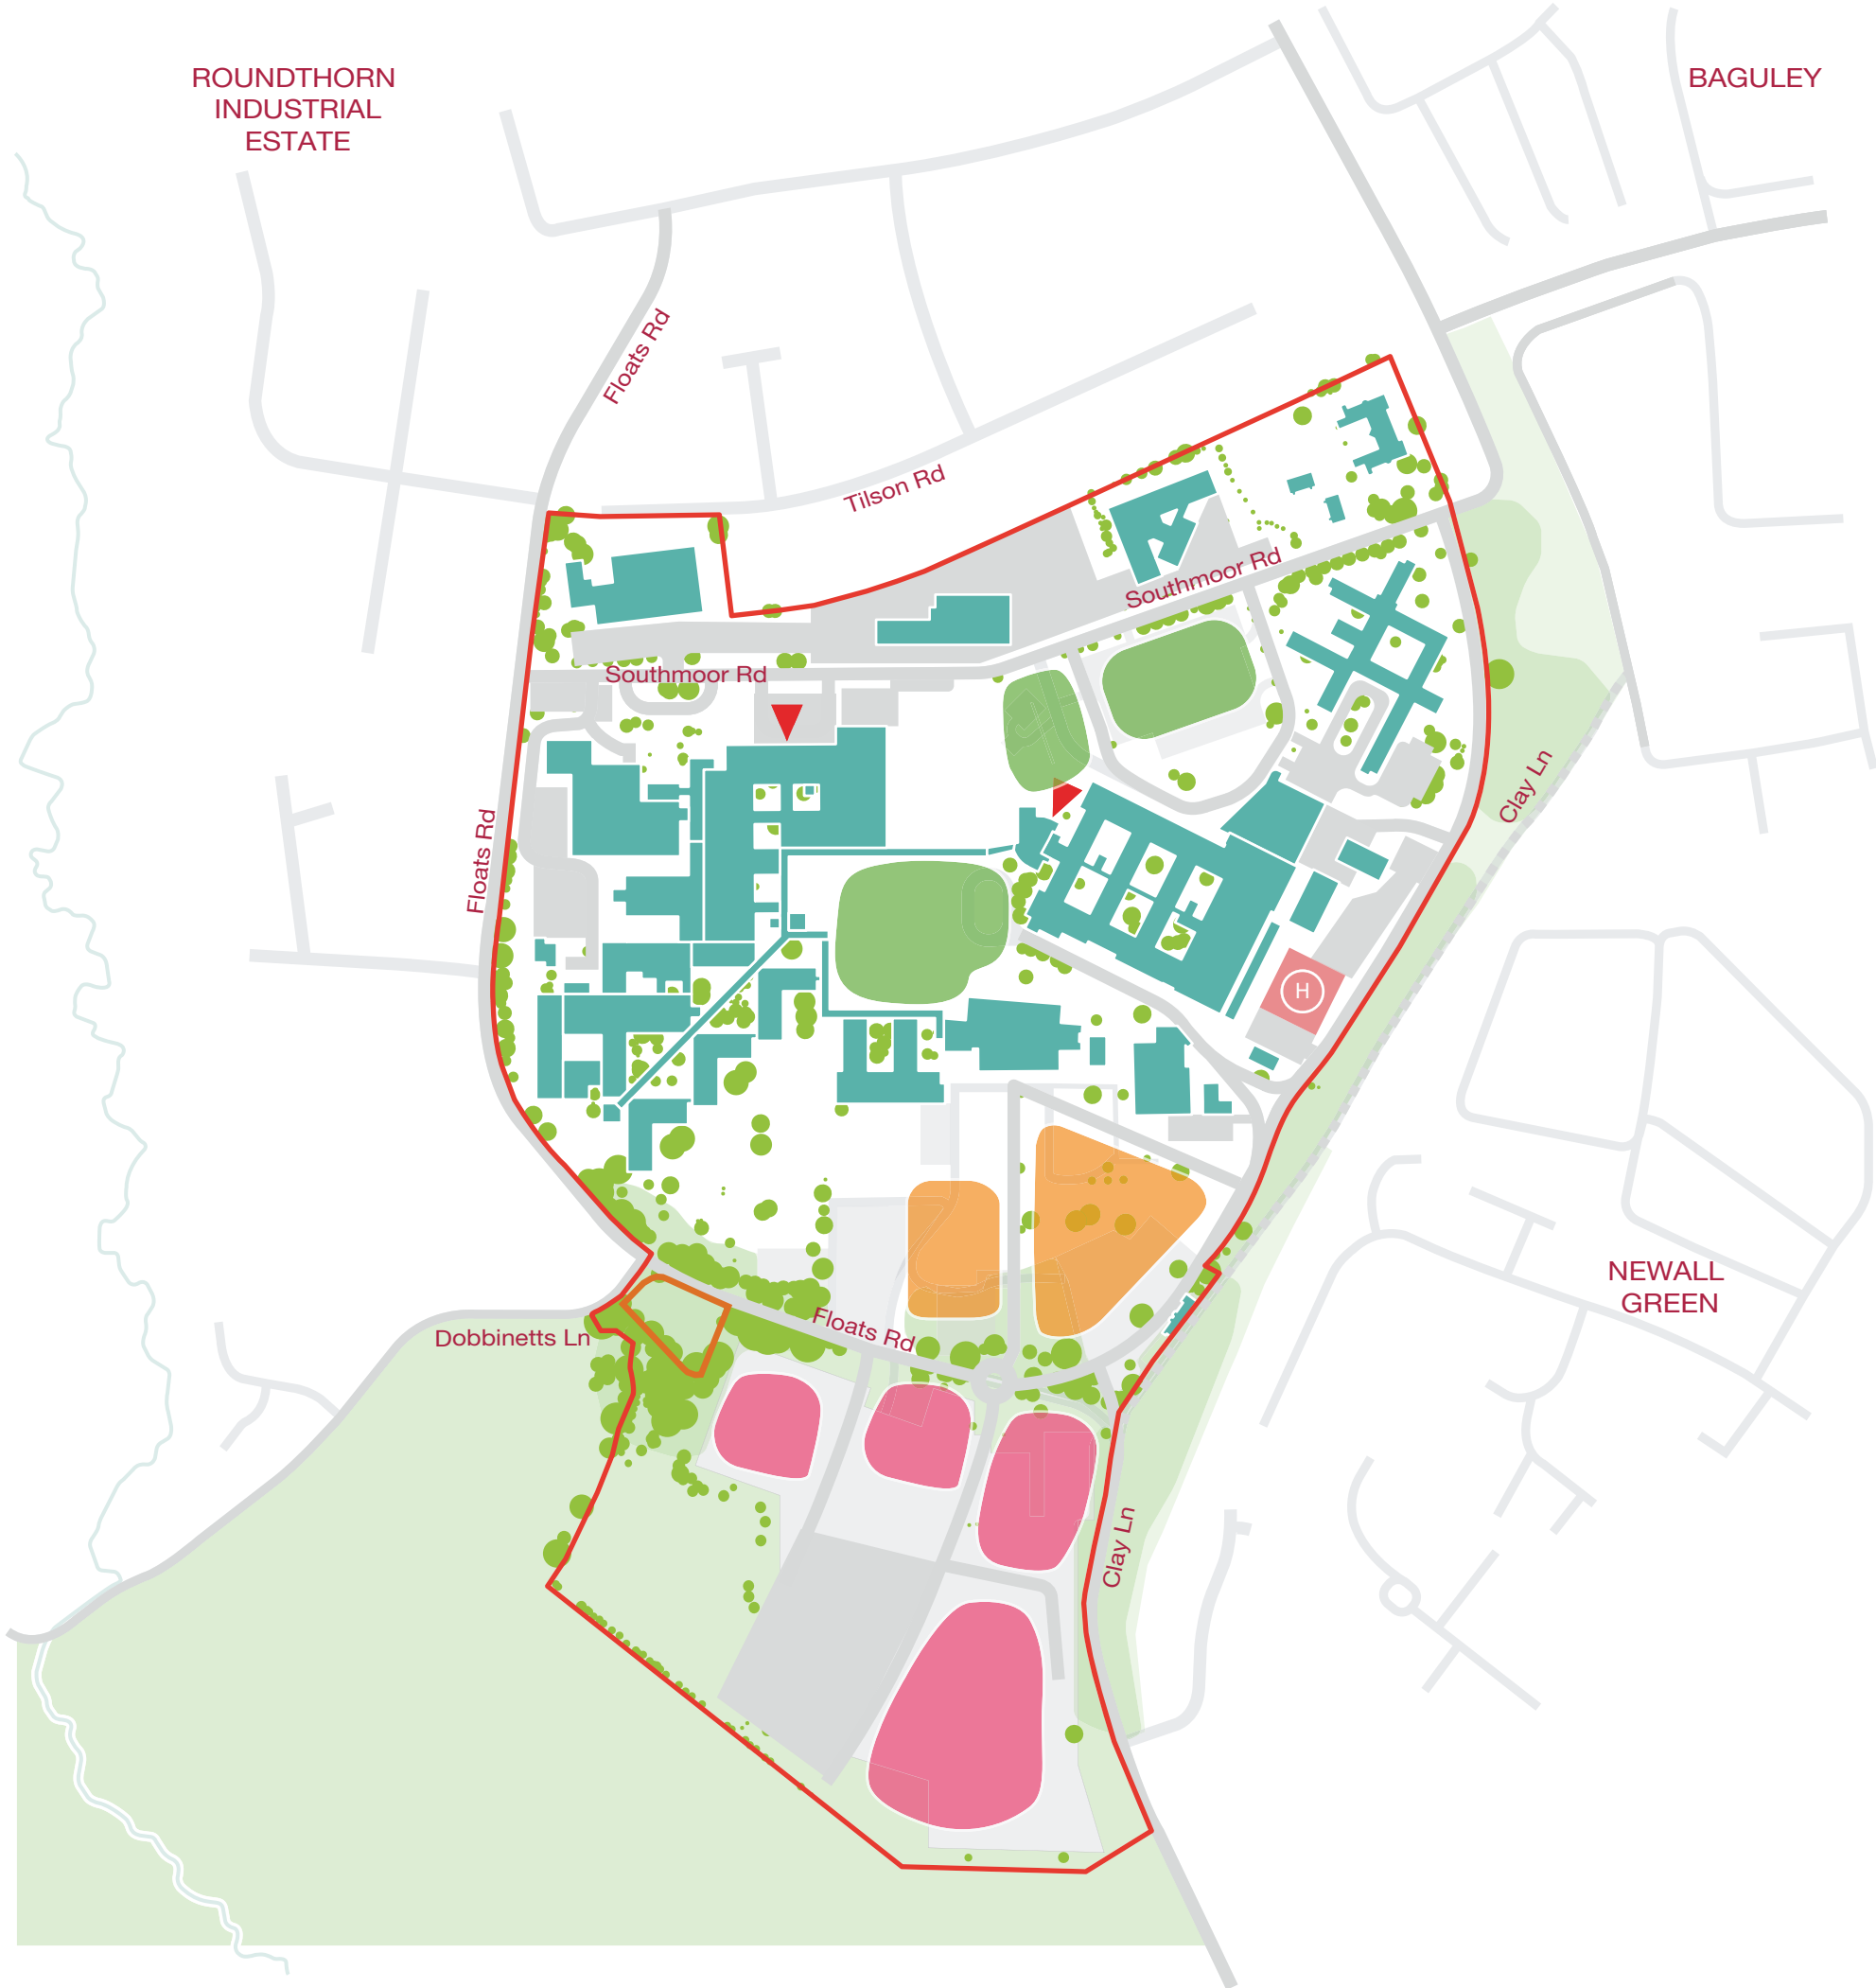 ROUNDTHORN
INDUSTRIAL
ESTATE
BAGULEY
Floats Rd
Tilson Rd
Southmoor Rd
Southmoor Rd
Clay Ln
Floats Rd
H
NEWALL
GREEN
Floats Rd
Dobbinetts Ln
Clay Ln